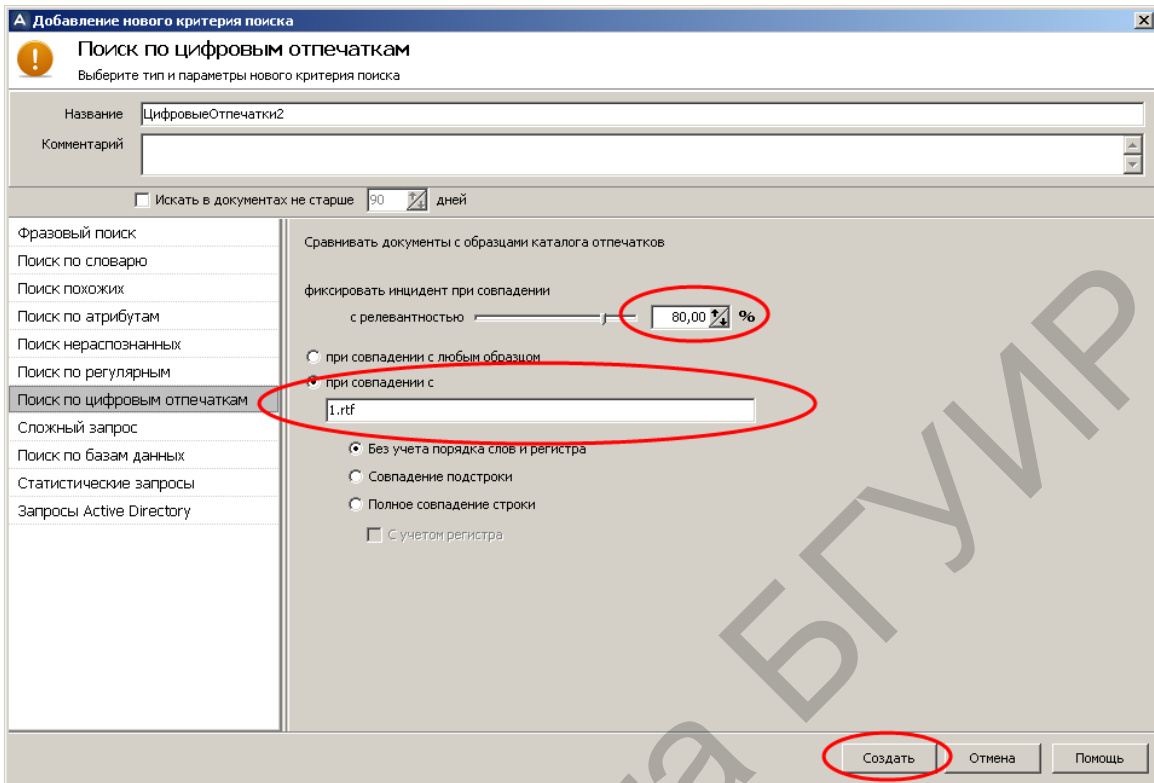 Добавление нового критерия поиска
Поиск по цифровым отпечаткам
Выберите тип и параметры нового критерия поиска
Название ЦифровыеОтпечатки2
Комментарий
Искать в документах не старше 90 дней
Фразовый поиск
Поиск по словарю
Поиск похожих
Поиск по атрибутам
Поиск нераспознанных
Поиск по регулярным
Поиск по цифровым отпечаткам
Сложный запрос
Поиск по базам данных
Статистические запросы
Запросы Active Directory
Сравнивать документы с образцами каталога отпечатков
фиксировать инцидент при совпадении
с релевантностью 80,00 %
при совпадении с любым образцом
при совпадении с
1.rtf
Без учета порядка слов и регистра
Совпадение подстроки
Полное совпадение строки
С учетом регистра
Создать Отмена Помощь
БГУИР